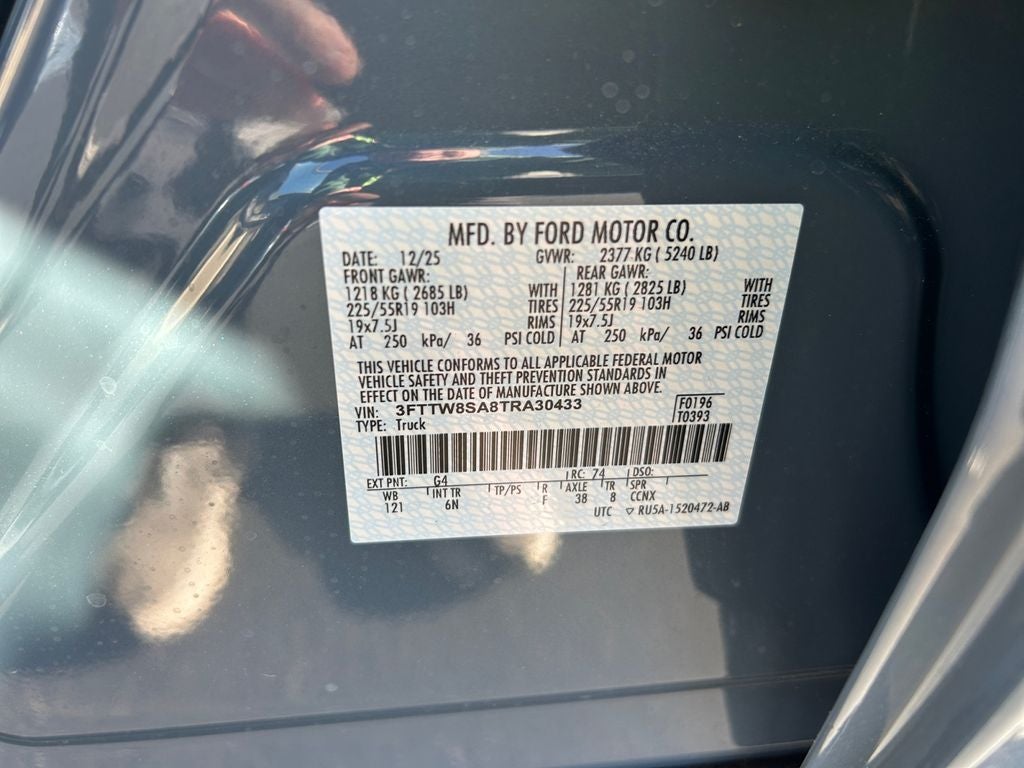 MFD. BY FORD MOTOR CO.
DATE: 12/25 GVWR: 2377 KG ( 5240 LB)
FRONT GAWR: REAR GAWR:
1218 KG ( 2685 LB) WITH 1281 KG ( 2825 LB) WITH
225/55R19 103H TIRES 225/55R19 103H TIRES
19x7.5J RIMS 19x7.5J RIMS
AT 250 kPa/ 36 PSI COLD AT 250 kPa/ 36 PSI COLD
THIS VEHICLE CONFORMS TO ALL APPLICABLE FEDERAL MOTOR
VEHICLE SAFETY AND THEFT PREVENTION STANDARDS IN
EFFECT ON THE DATE OF MANUFACTURE SHOWN ABOVE.
VIN: 3FTTW8SA8TRA30433 F0196
TYPE: Truck T0393
EXT PNT: G4 RC: 74 DSO:
WB INT TR TP/PS R AXLE TR SPR
121 6N F 38 8 CCNX
UTC ▽ RU5A-1520472-AB